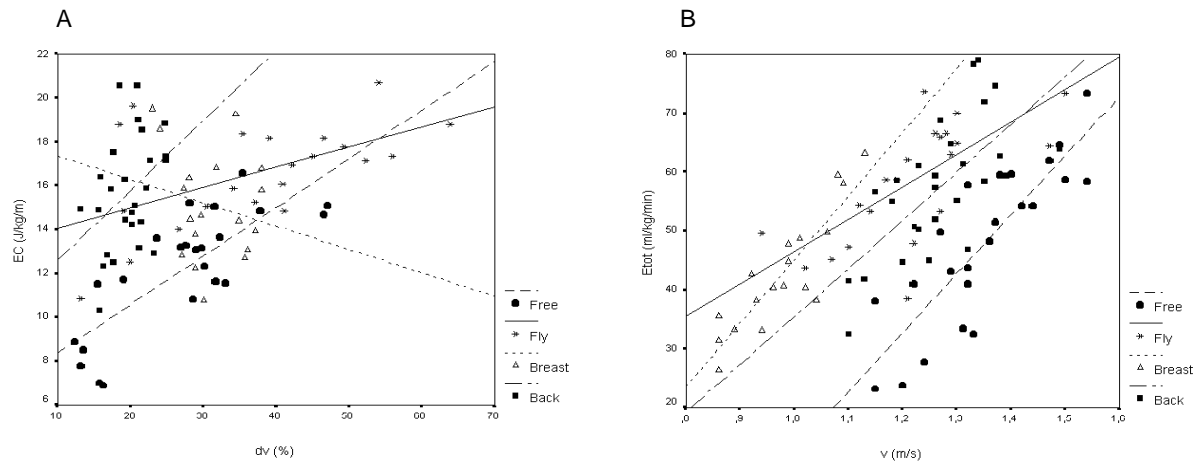 A
B
22
20
18
16
14
12
10
8
6
EC (J/kg/m)
10 20 30 40 50 60 70
dv (%)
Free
Fly
Breast
Back
80
70
60
50
40
30
20
Etot (ml/kg/min)
,8 ,9 1,0 1,1 1,2 1,3 1,4 1,5 1,6
v (m/s)
Free
Fly
Breast
Back